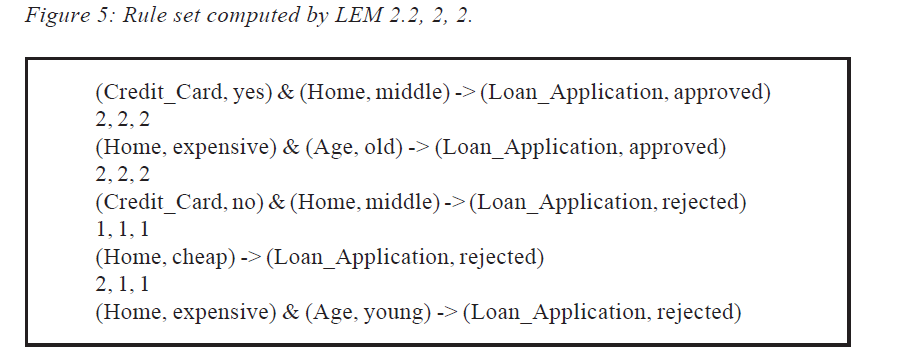 Figure 5: Rule set computed by LEM 2.2, 2, 2.
(Credit_Card, yes) & (Home, middle) -> (Loan_Application, approved)
2, 2, 2
(Home, expensive) & (Age, old) -> (Loan_Application, approved)
2, 2, 2
(Credit_Card, no) & (Home, middle) -> (Loan_Application, rejected)
1, 1, 1
(Home, cheap) -> (Loan_Application, rejected)
2, 1, 1
(Home, expensive) & (Age, young) -> (Loan_Application, rejected)